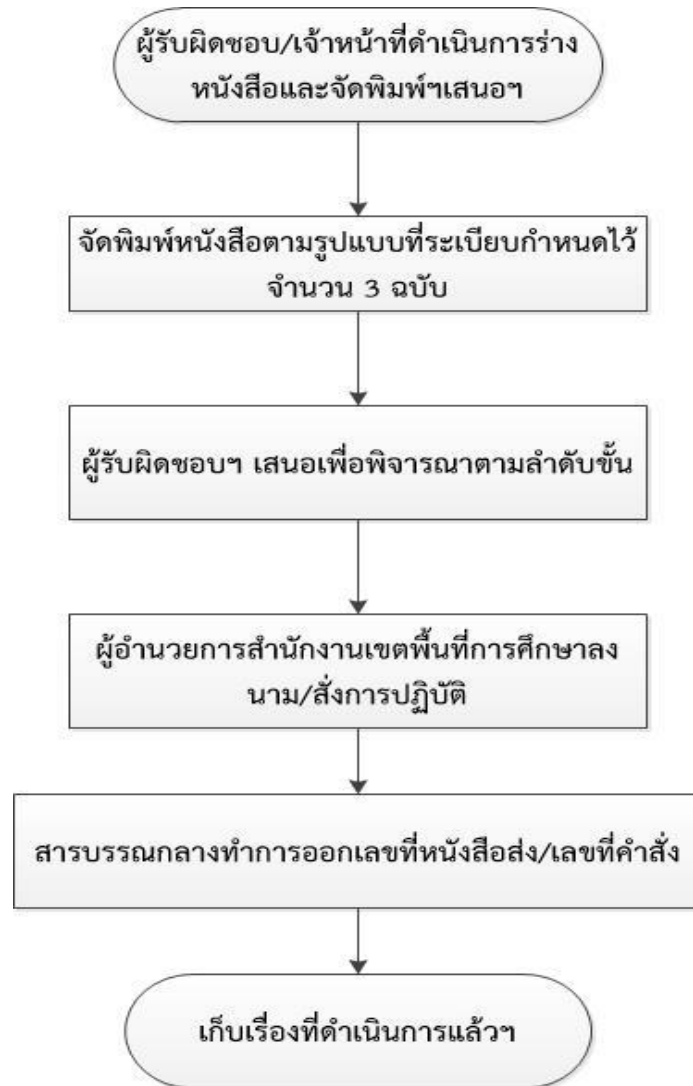 ผู้รับผิดชอบ/เจ้าหน้าที่ดำเนินการร่าง
หนังสือและจัดพิมพ์ฯเสนอฯ
จัดพิมพ์หนังสือตามรูปแบบที่ระเบียบกำหนดไว้
จำนวน 3 ฉบับ
ผู้รับผิดชอบฯ เสนอเพื่อพิจารณาตามลำดับขั้น
ผู้อำนวยการสำนักงานเขตพื้นที่การศึกษาลง
นาม/สั่งการปฏิบัติ
สารบรรณกลางทำการออกเลขที่หนังสือส่ง/เลขที่คำสั่ง
เก็บเรื่องที่ดำเนินการแล้วฯ